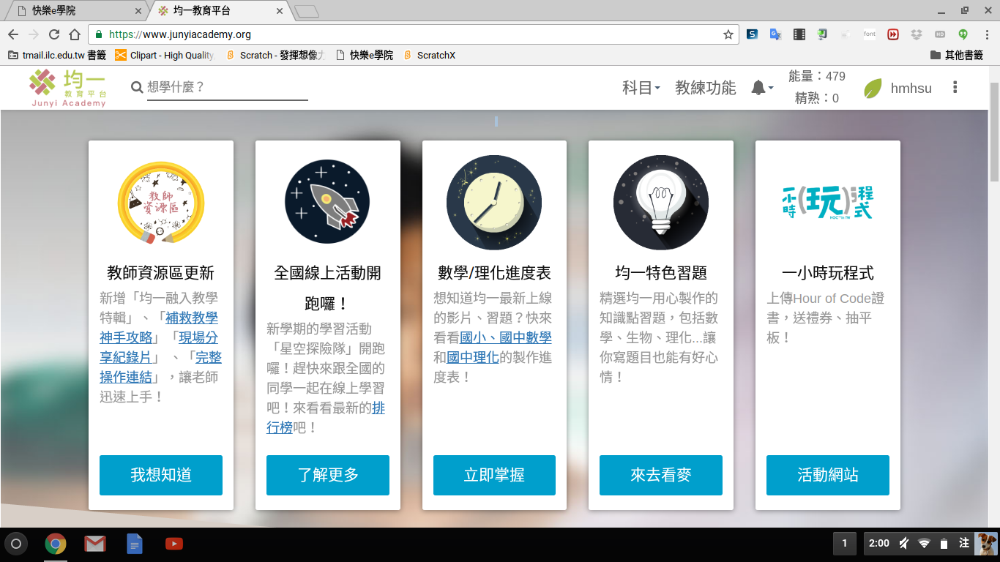 快樂e學院
均一教育平台
https://www.junyiacademy.org
font
HD
tmail.ilc.edu.tw 書籤
Clipart - High Quality
Scratch - 發揮想像力
快樂e學院
ScratchX
其他書籤
均一
教育平台
Junyi Academy
想學什麼？
科目
教練功能
能量：479
精熟：0
hmhsu
教師
資源區
教師資源區更新
新增「均一融入教學
特輯」、「補救教學
神手攻略」「現場分
享紀錄片」、「完整
操作連結」，讓老師
迅速上手！
我想知道
全國線上活動開
跑囉！
新學期的學習活動
「星空探險隊」開跑
囉！趕快來跟全國的
同學一起在線上學習
吧！來看看最新的排
行榜吧！
了解更多
數學/理化進度表
想知道均一最新上線
的影片、習題？快來
看看國小、國中數學
和國中理化的製作進
度表！
立即掌握
均一特色習題
精選均一用心製作的
知識點習題，包括數
學、生物、理化...讓
你寫題目也能有好心
情！
來去看麥
一小時(玩)程式
一小時玩程式
上傳Hour of Code證
書，送禮券、抽平
板！
活動網站
1
2:00
注